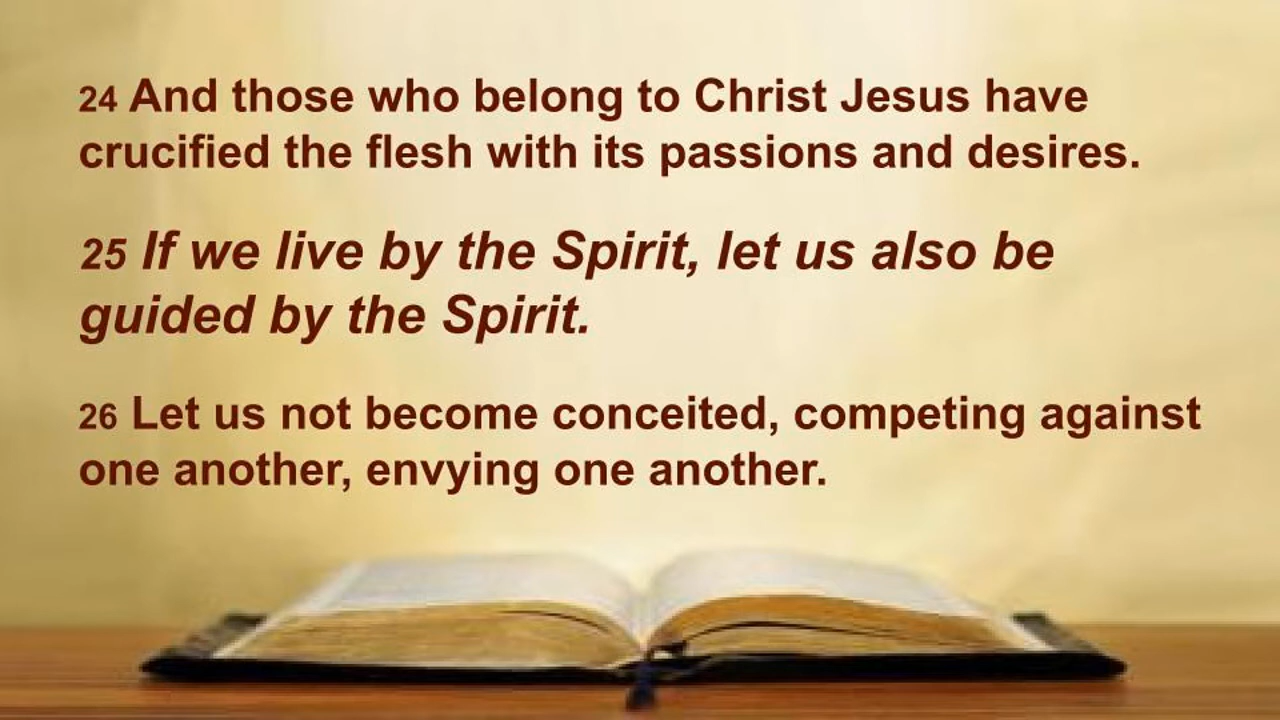 24 And those who belong to Christ Jesus have
crucified the flesh with its passions and desires.
25 If we live by the Spirit, let us also be
guided by the Spirit.
26 Let us not become conceited, competing against
one another, envying one another.